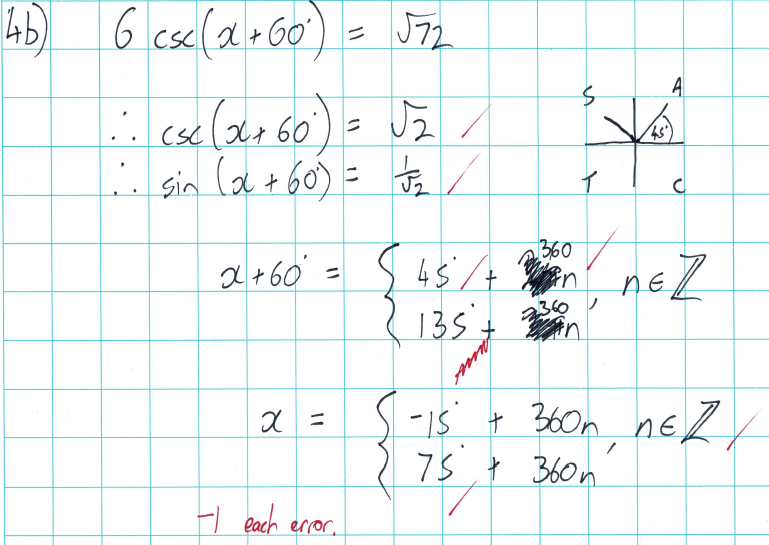 4b) 6 csc(x+60°) = √72
∴ csc(x+60°) = √2
S A
45°
∴ sin (x+60°) = 1/√2
T C
x+60° = { 45° + 360n
135° + 360n , n∈ℤ
x = { -15° + 360n
75° + 360n , n∈ℤ
-1 each error.